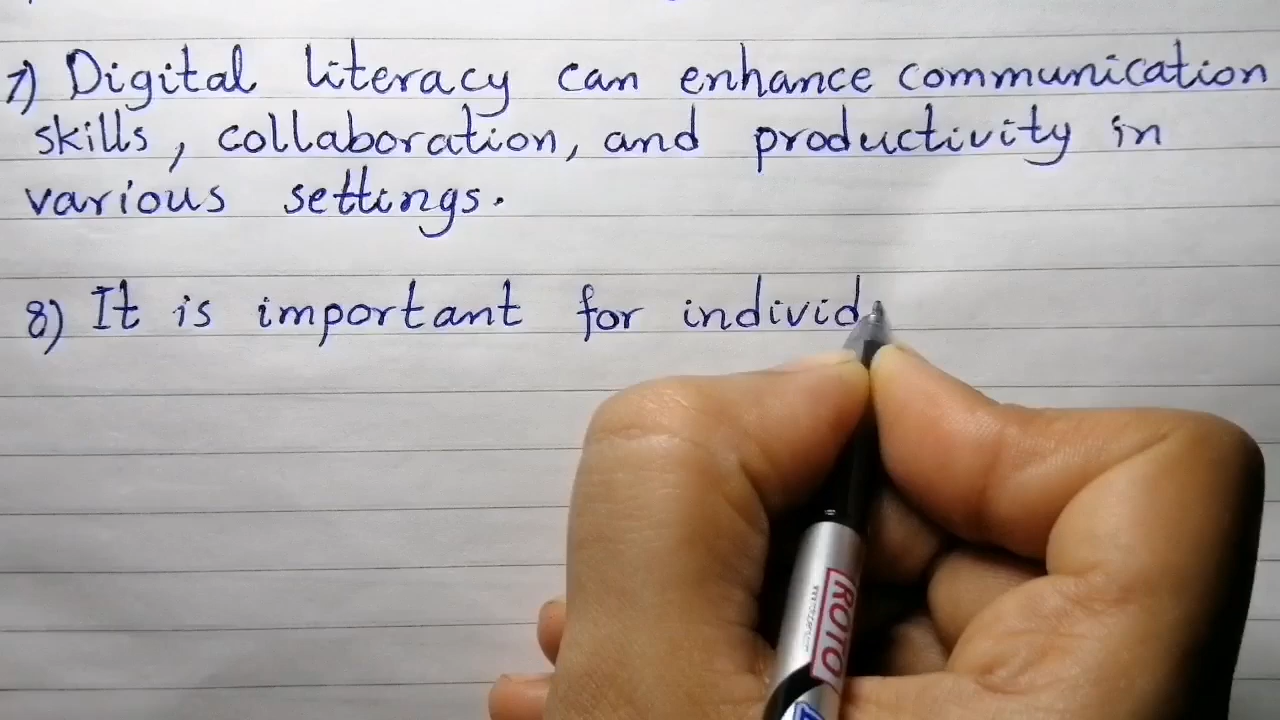 7) Digital literacy can enhance communication
skills, collaboration, and productivity in
various settings.
8) It is important for individ
ROTO